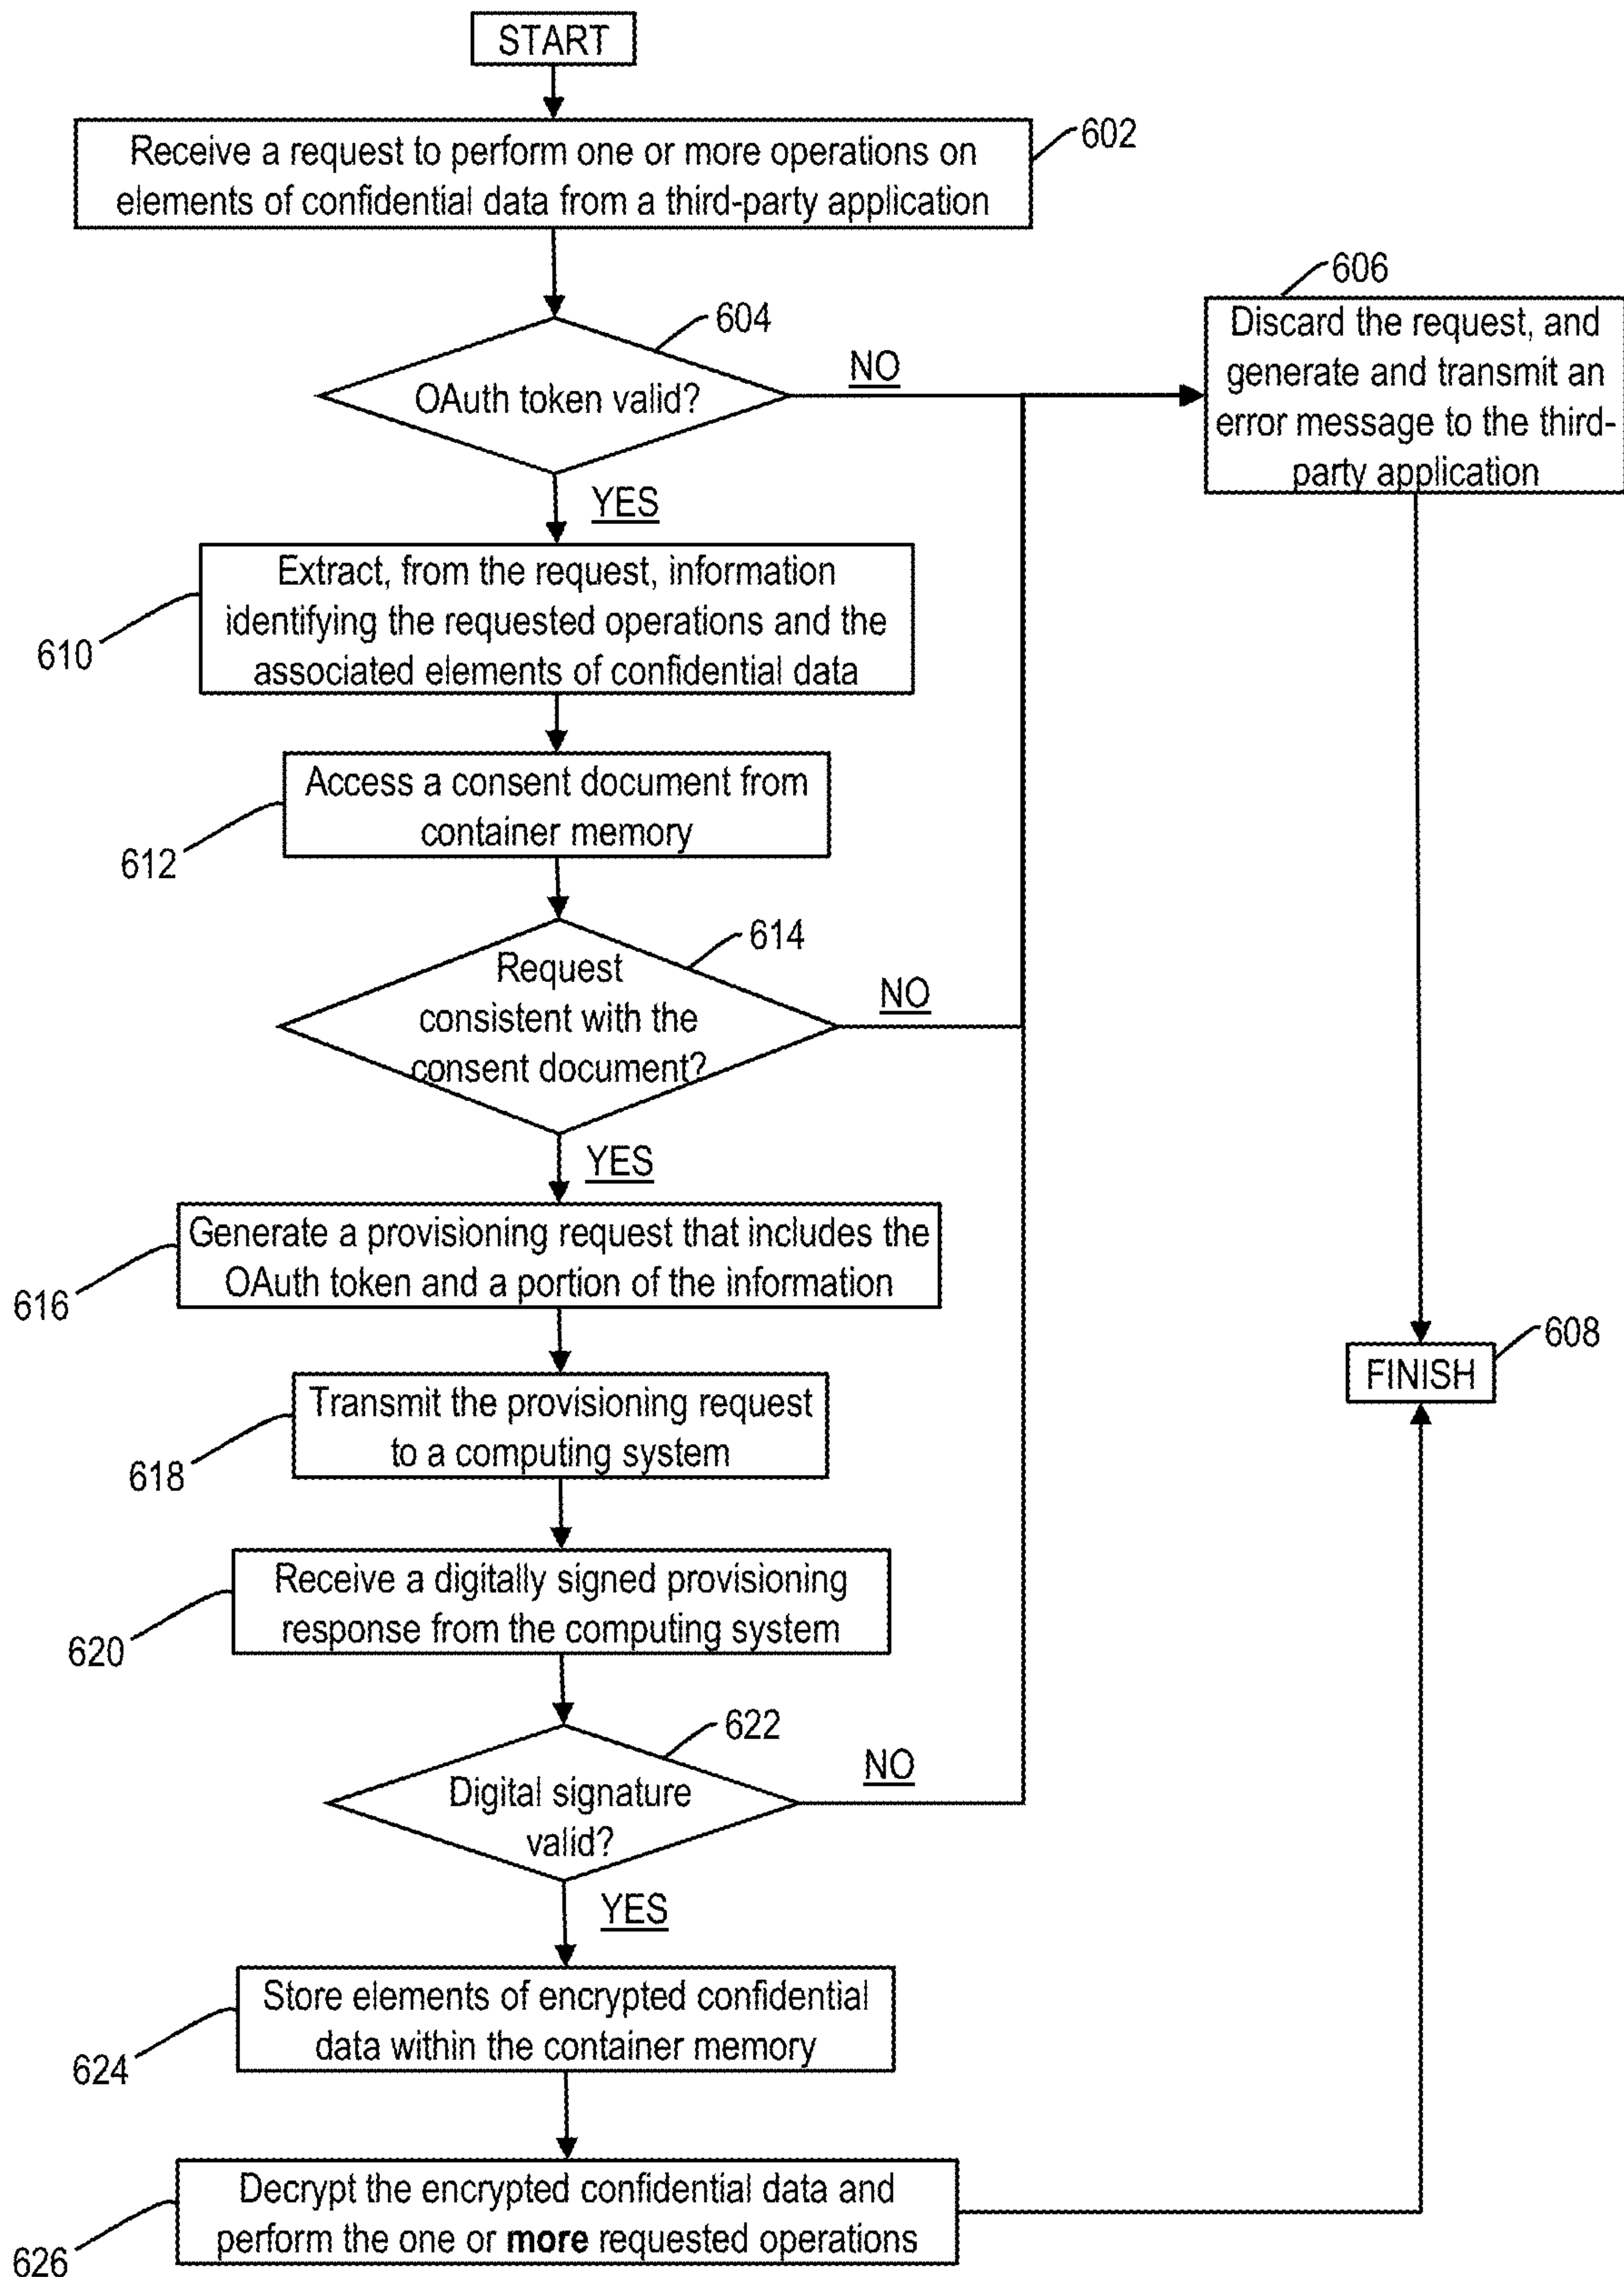 START
602
Receive a request to perform one or more operations on
elements of confidential data from a third-party application
606
604
Discard the request, and
generate and transmit an
error message to the third-
party application
NO
OAuth token valid?
YES
610
Extract, from the request, information
identifying the requested operations and the
associated elements of confidential data
612
Access a consent document from
container memory
614
Request
consistent with the
consent document?
NO
YES
616
Generate a provisioning request that includes the
OAuth token and a portion of the information
608
FINISH
618
Transmit the provisioning request
to a computing system
620
Receive a digitally signed provisioning
response from the computing system
622
NO
Digital signature
valid?
YES
624
Store elements of encrypted confidential
data within the container memory
626
Decrypt the encrypted confidential data and
perform the one or more requested operations